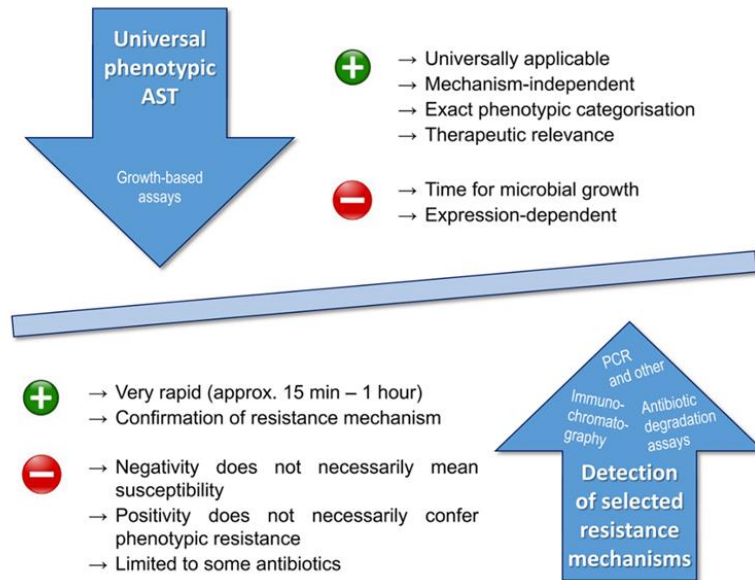 Universal
phenotypic
AST
Growth-based
assays
→ Universally applicable
→ Mechanism-independent
→ Exact phenotypic categorisation
→ Therapeutic relevance
→ Time for microbial growth
→ Expression-dependent
→ Very rapid (approx. 15 min – 1 hour)
→ Confirmation of resistance mechanism
→ Negativity does not necessarily mean
susceptibility
→ Positivity does not necessarily confer
phenotypic resistance
→ Limited to some antibiotics
PCR
and other
Immuno-
chromato-
graphy
Antibiotic
degradation
assays
Detection
of selected
resistance
mechanisms